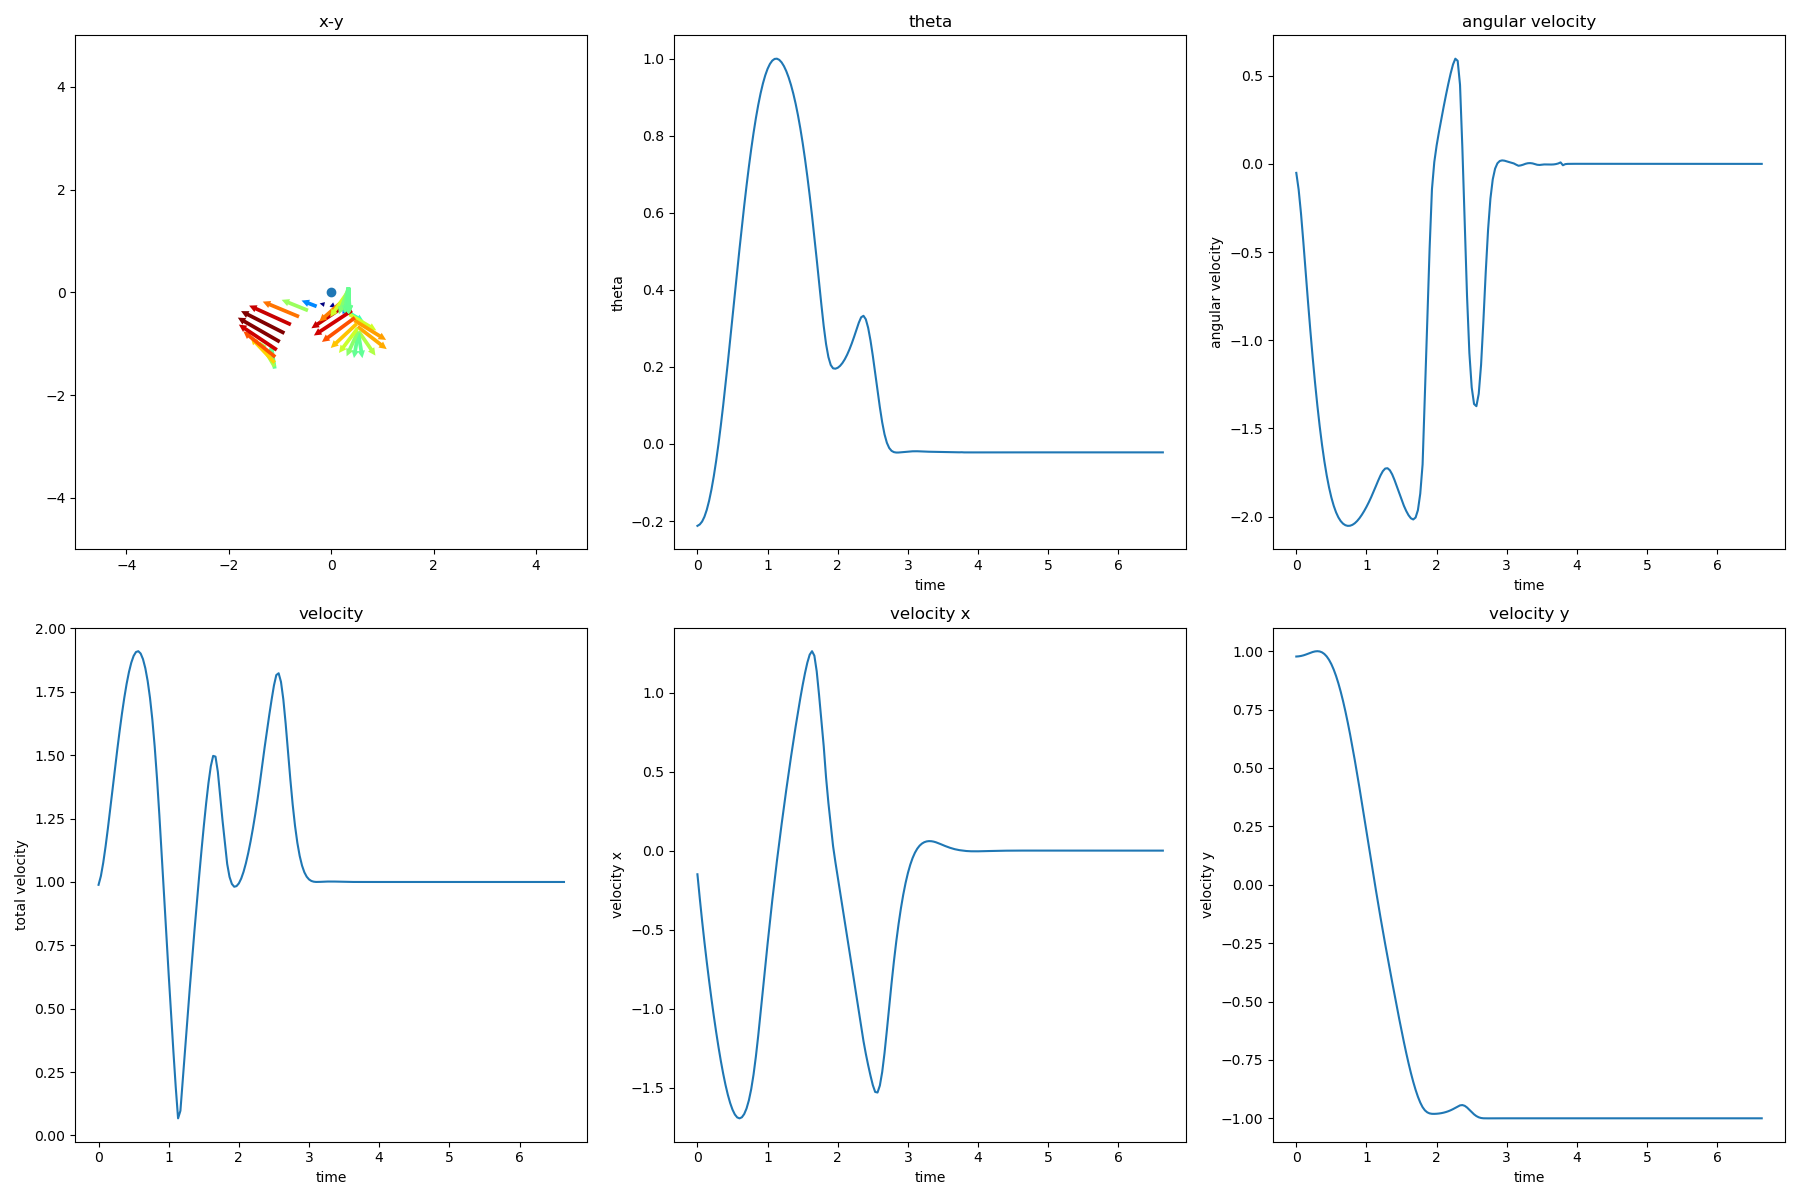 x-y
4
2
0
−2
−4
−4 −2 0 2 4
theta
theta
1.0
0.8
0.6
0.4
0.2
0.0
−0.2
0 1 2 3 4 5 6
time
angular velocity
angular velocity
0.5
0.0
−0.5
−1.0
−1.5
−2.0
0 1 2 3 4 5 6
time
velocity
total velocity
2.00
1.75
1.50
1.25
1.00
0.75
0.50
0.25
0.00
0 1 2 3 4 5 6
time
velocity x
velocity x
1.0
0.5
0.0
−0.5
−1.0
−1.5
0 1 2 3 4 5 6
time
velocity y
velocity y
1.00
0.75
0.50
0.25
0.00
−0.25
−0.50
−0.75
−1.00
0 1 2 3 4 5 6
time